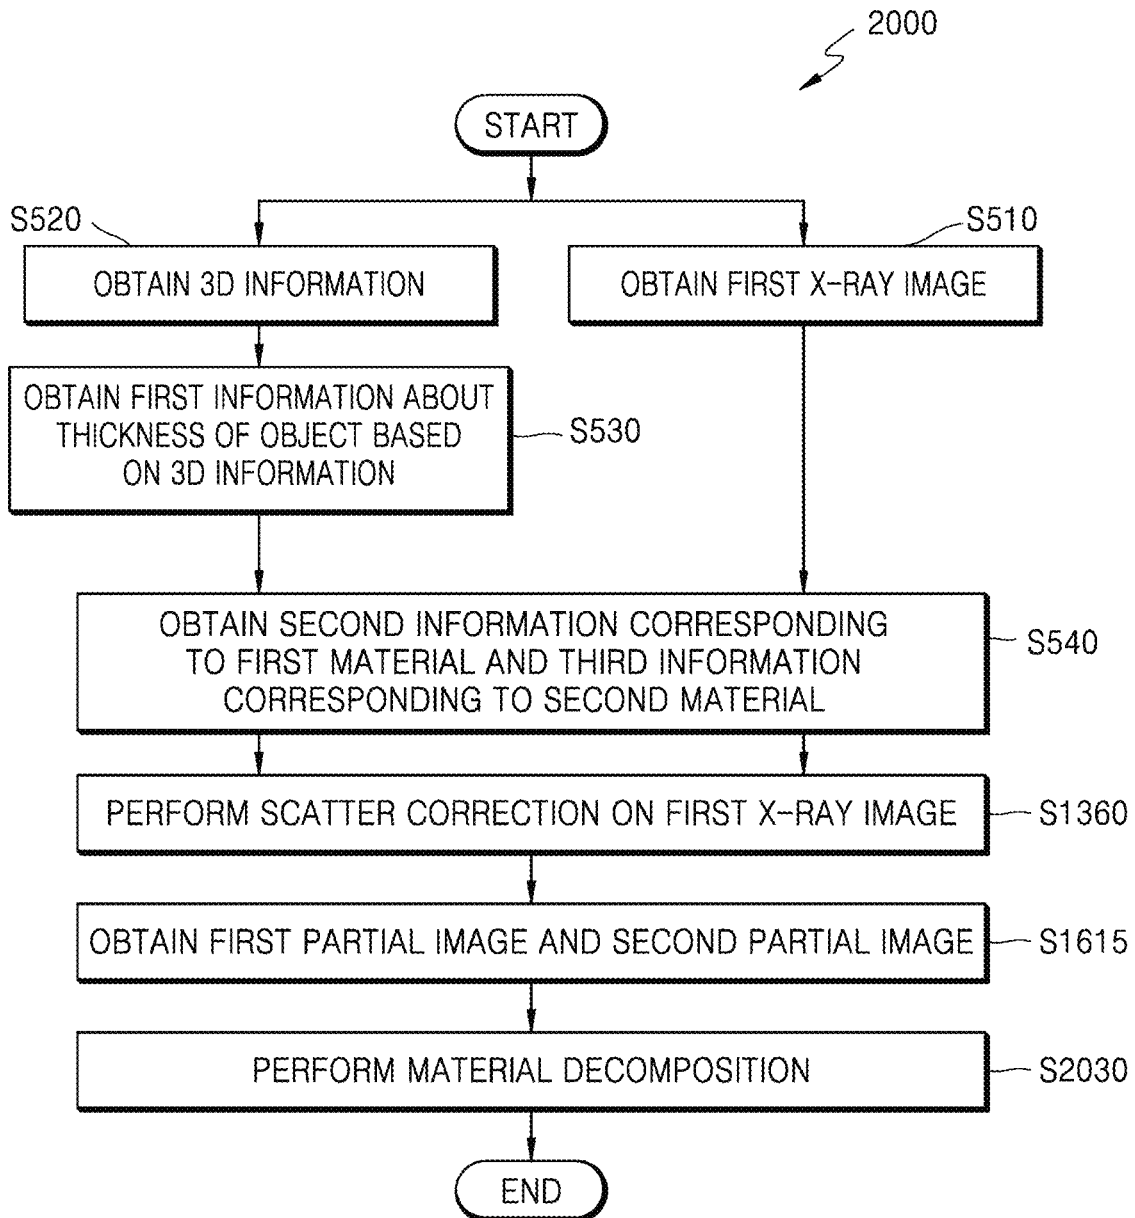 2000
START
S520
S510
OBTAIN 3D INFORMATION
OBTAIN FIRST X-RAY IMAGE
OBTAIN FIRST INFORMATION ABOUT
THICKNESS OF OBJECT BASED
ON 3D INFORMATION
S530
OBTAIN SECOND INFORMATION CORRESPONDING
TO FIRST MATERIAL AND THIRD INFORMATION
CORRESPONDING TO SECOND MATERIAL
S540
PERFORM SCATTER CORRECTION ON FIRST X-RAY IMAGE
S1360
OBTAIN FIRST PARTIAL IMAGE AND SECOND PARTIAL IMAGE
S1615
PERFORM MATERIAL DECOMPOSITION
S2030
END